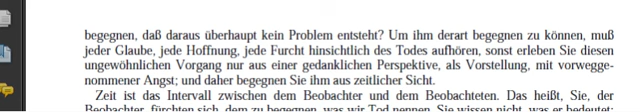 begegnen, daß daraus überhaupt kein Problem entsteht? Um ihm derart begegnen zu können, muß
jeder Glaube, jede Hoffnung, jede Furcht hinsichtlich des Todes aufhören, sonst erleben Sie diesen
ungewöhnlichen Vorgang nur aus einer gedanklichen Perspektive, als Vorstellung, mit vorwegge-
nommener Angst; und daher begegnen Sie ihm aus zeitlicher Sicht.
Zeit ist das Intervall zwischen dem Beobachter und dem Beobachteten. Das heißt, Sie, der
Beobachter, fürchten sich, dem zu begegnen, was wir Tod nennen. Sie wissen nicht, was er bedeutet;